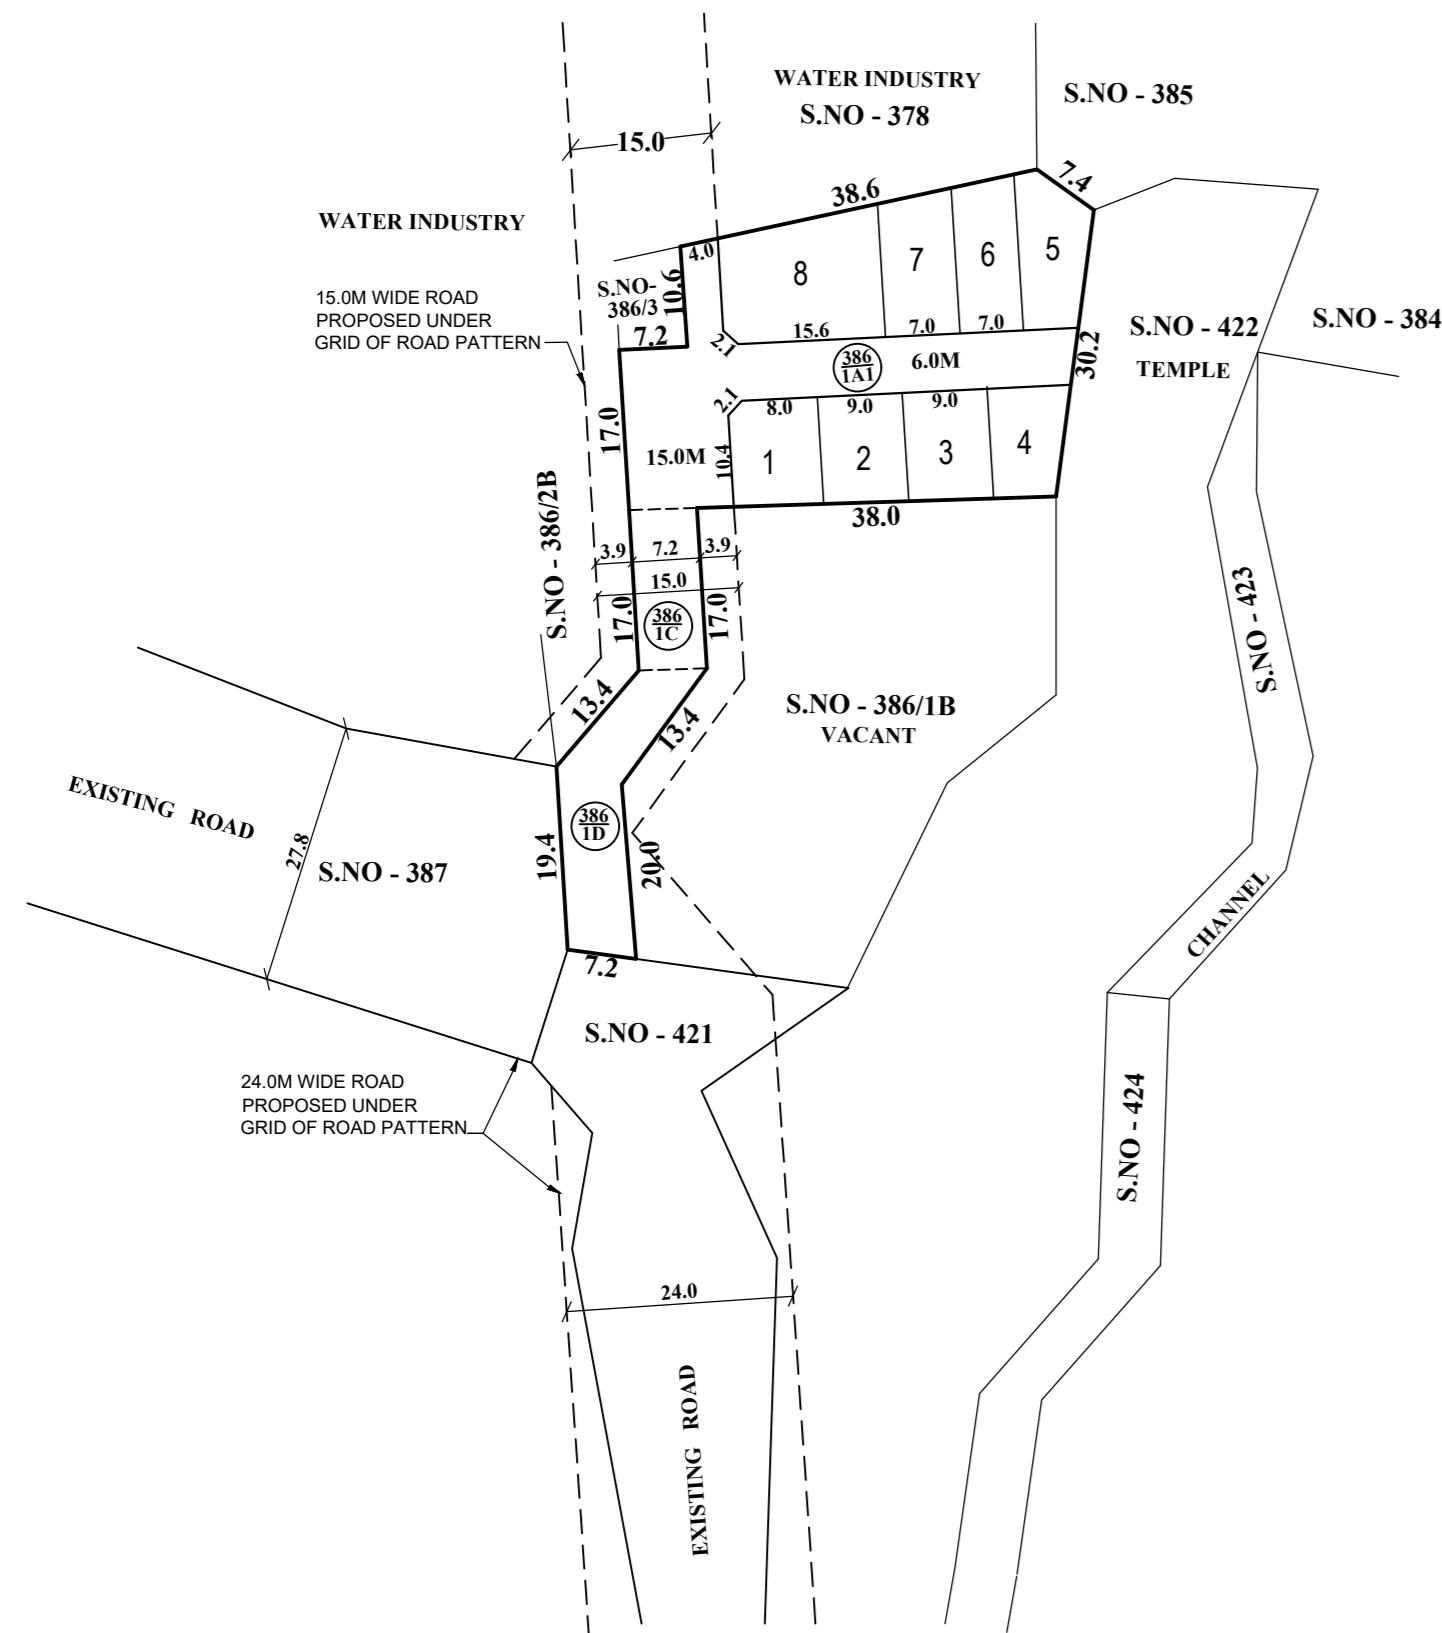 WATER INDUSTRY
S.NO - 378
S.NO - 385
15.0
38.6
7.4
WATER INDUSTRY
4.0
S.NO-
386/3
10.6
7.2
8
7
6
5
15.0M WIDE ROAD
PROPOSED UNDER
GRID OF ROAD PATTERN
2.1
15.6
7.0
7.0
386
1A1
6.0M
30.2
S.NO - 422
TEMPLE
S.NO - 384
2.1
8.0
9.0
9.0
17.0
15.0M
10.4
1
2
3
4
38.0
S.NO - 386/2B
3.9
7.2
3.9
15.0
17.0
386
1C
17.0
S.NO - 423
13.4
13.4
S.NO - 386/1B
VACANT
EXISTING ROAD
27.8
S.NO - 387
386
1D
19.4
20.0
7.2
CHANNEL
S.NO - 421
24.0M WIDE ROAD
PROPOSED UNDER
GRID OF ROAD PATTERN
S.NO - 424
24.0
EXISTING ROAD